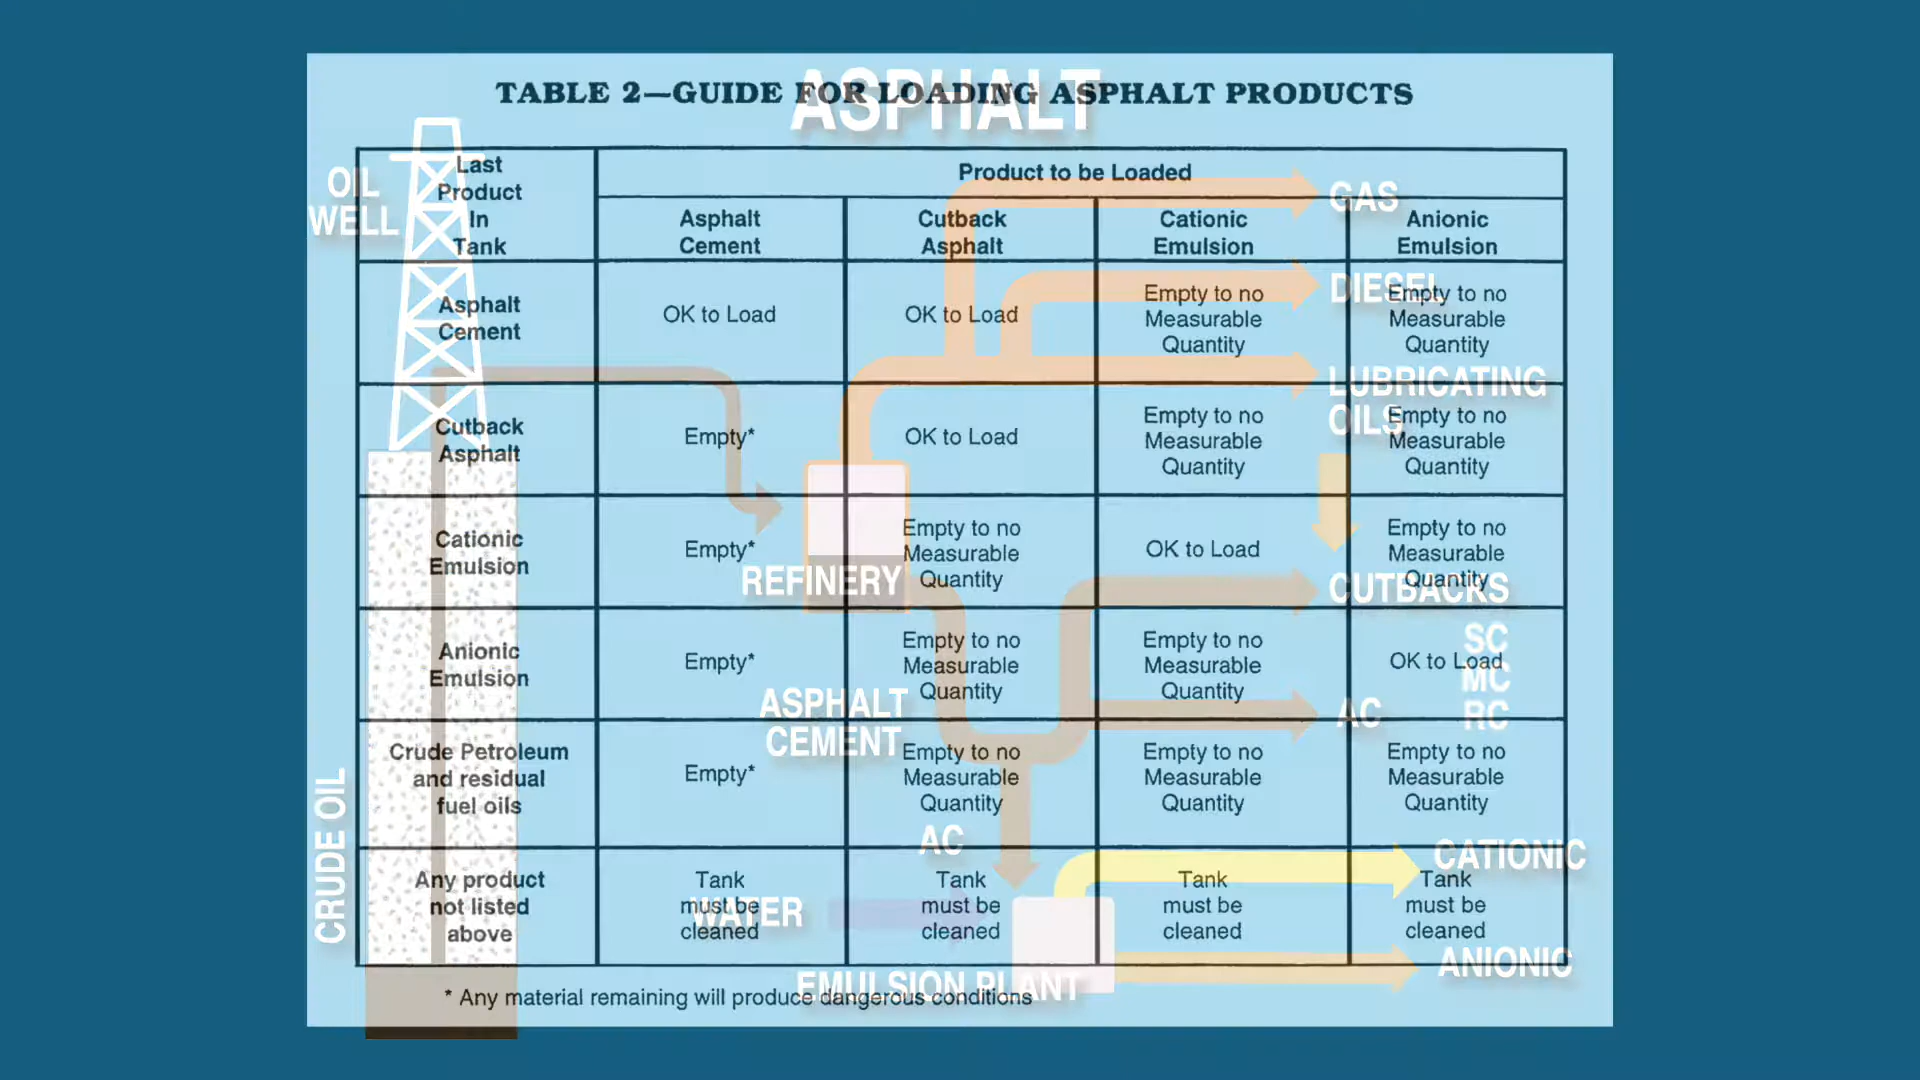 TABLE 2—GUIDE FOR LOADING ASPHALT PRODUCTS
ASPHALT
Last
Product
In
Tank
Product to be Loaded
Asphalt
Cement
Cutback
Asphalt
Cationic
Emulsion
Anionic
Emulsion
Asphalt
Cement
OK to Load
OK to Load
Empty to no
Measurable
Quantity
Empty to no
Measurable
Quantity
Cutback
Asphalt
Empty*
OK to Load
Empty to no
Measurable
Quantity
Empty to no
Measurable
Quantity
Cationic
Emulsion
Empty*
Empty to no
Measurable
Quantity
OK to Load
Empty to no
Measurable
Quantity
Anionic
Emulsion
Empty*
Empty to no
Measurable
Quantity
Empty to no
Measurable
Quantity
OK to Load
Crude Petroleum
and residual
fuel oils
Empty*
Empty to no
Measurable
Quantity
Empty to no
Measurable
Quantity
Empty to no
Measurable
Quantity
Any product
not listed
above
Tank
must be
cleaned
Tank
must be
cleaned
Tank
must be
cleaned
Tank
must be
cleaned
* Any material remaining will produce dangerous conditions
OIL
WELL
CRUDE OIL
REFINERY
GAS
DIESEL
LUBRICATING
OILS
CUTBACKS
SC
MC
RC
ASPHALT
CEMENT
AC
AC
WATER
EMULSION PLANT
CATIONIC
ANIONIC